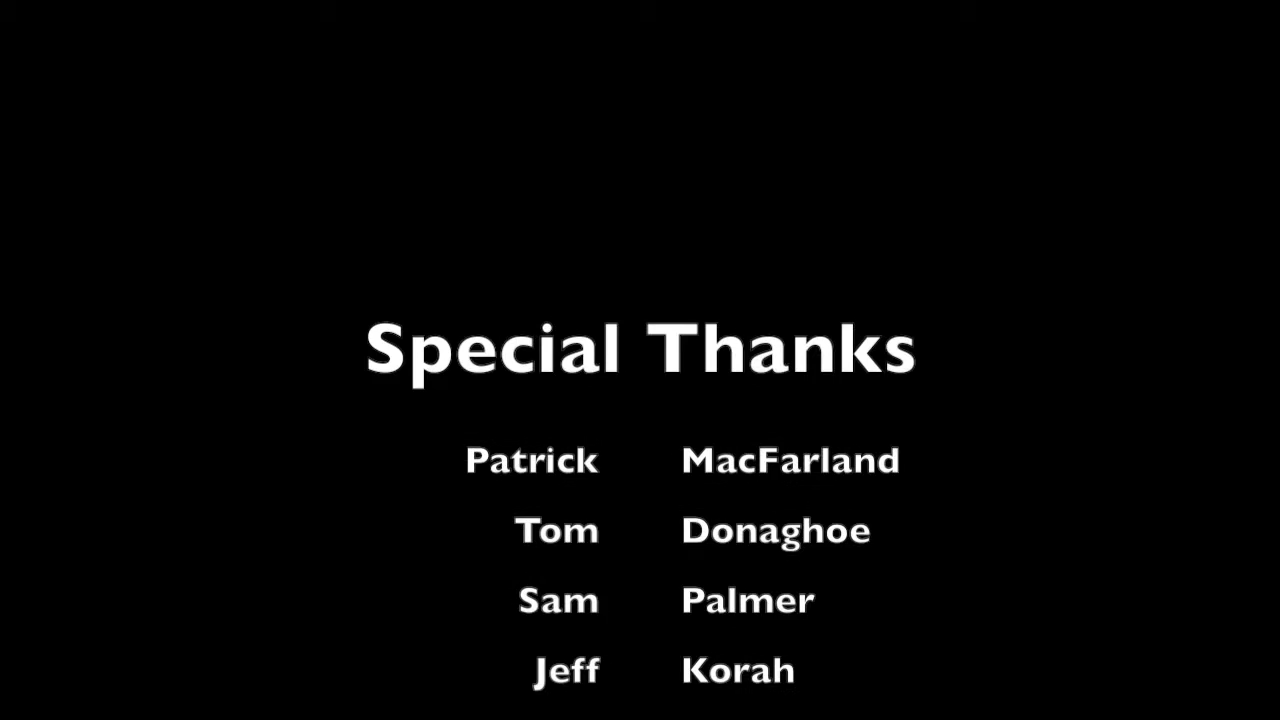 Special Thanks
Patrick MacFarland
Tom Donaghoe
Sam Palmer
Jeff Korah